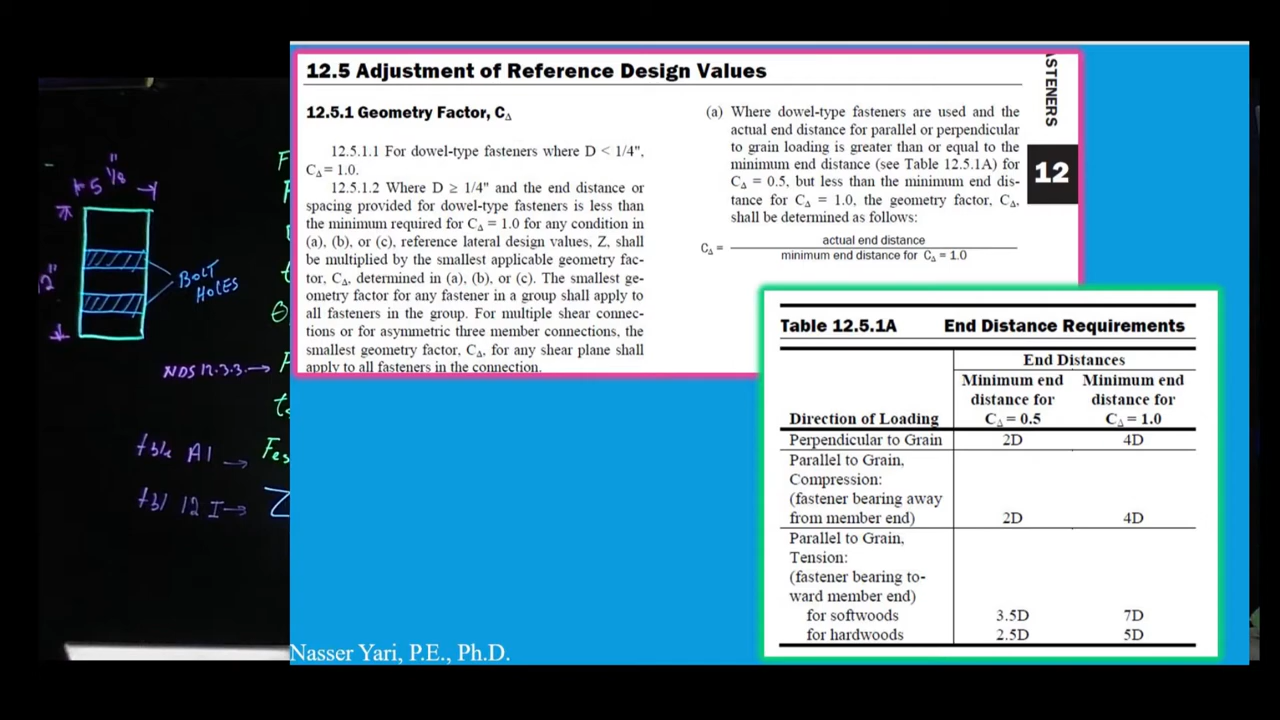 12.5 Adjustment of Reference Design Values
12.5.1 Geometry Factor, CΔ
12.5.1.1 For dowel-type fasteners where D < 1/4",
CΔ = 1.0.
12.5.1.2 Where D ≥ 1/4" and the end distance or
spacing provided for dowel-type fasteners is less than
the minimum required for CΔ = 1.0 for any condition in
(a), (b), or (c), reference lateral design values, Z, shall
be multiplied by the smallest applicable geometry fac-
tor, CΔ, determined in (a), (b), or (c). The smallest ge-
ometry factor for any fastener in a group shall apply to
all fasteners in the group. For multiple shear connec-
tions or for asymmetric three member connections, the
smallest geometry factor, CΔ, for any shear plane shall
apply to all fasteners in the connection.
(a) Where dowel-type fasteners are used and the
actual end distance for parallel or perpendicular
to grain loading is greater than or equal to the
minimum end distance (see Table 12.5.1A) for
CΔ = 0.5, but less than the minimum end dis-
tance for CΔ = 1.0, the geometry factor, CΔ,
shall be determined as follows:
CΔ = actual end distance
minimum end distance for CΔ = 1.0
12
Table 12.5.1A End Distance Requirements
End Distances
Minimum end Minimum end
distance for distance for
Direction of Loading CΔ = 0.5 CΔ = 1.0
Perpendicular to Grain 2D 4D
Parallel to Grain,
Compression:
(fastener bearing away
from member end) 2D 4D
Parallel to Grain,
Tension:
(fastener bearing to-
ward member end)
for softwoods 3.5D 7D
for hardwoods 2.5D 5D
5 1/8"
BOLT
HOLES
NDS 12.3.3
tble A1
tbl 12 I
Z
Nasser Yari, P.E., Ph.D.